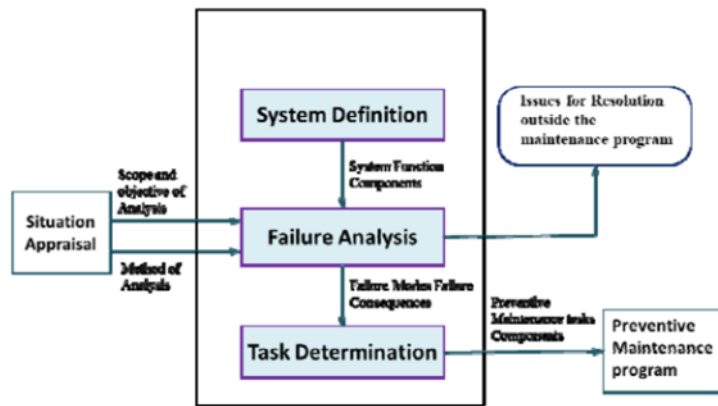 System Definition
Issues for Resolution
outside the
maintenance program
System Function
Components
Scope and
objective of
Analysis
Situation
Appraisal
Failure Analysis
Method of
Analysis
Failure Modes Failure
Consequences
Preventive
Maintenance tasks
Components
Task Determination
Preventive
Maintenance
program